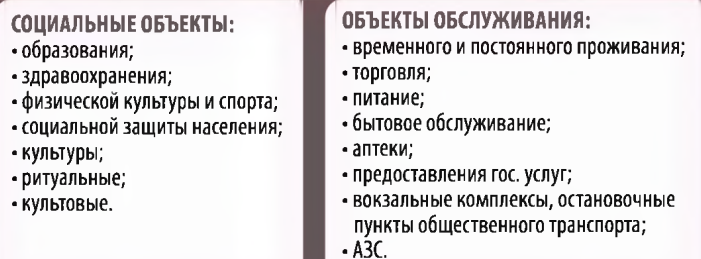 СОЦИАЛЬНЫЕ ОБЪЕКТЫ:
• образования;
• здравоохранения;
• физической культуры и спорта;
• социальной защиты населения;
• культуры;
• ритуальные;
• культовые.
ОБЪЕКТЫ ОБСЛУЖИВАНИЯ:
• временного и постоянного проживания;
• торговля;
• питание;
• бытовое обслуживание;
• аптеки;
• предоставления гос. услуг;
• вокзальные комплексы, остановочные
пункты общественного транспорта;
• АЗС.